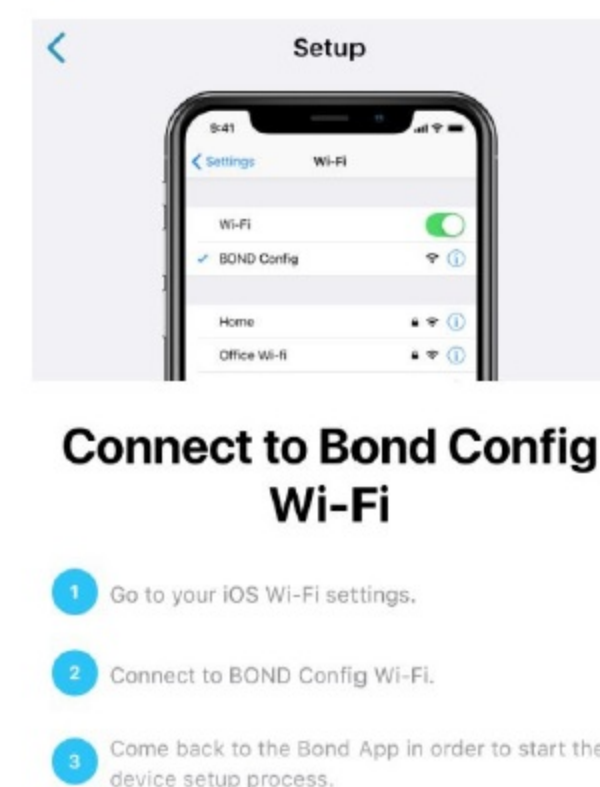 Setup
9:41
Settings Wi-Fi
Wi-Fi
BOND Config
Home
Office Wi-fi
Connect to Bond Config
Wi-Fi
1 Go to your iOS Wi-Fi settings.
2 Connect to BOND Config Wi-Fi.
3 Come back to the Bond App in order to start the
device setup process.